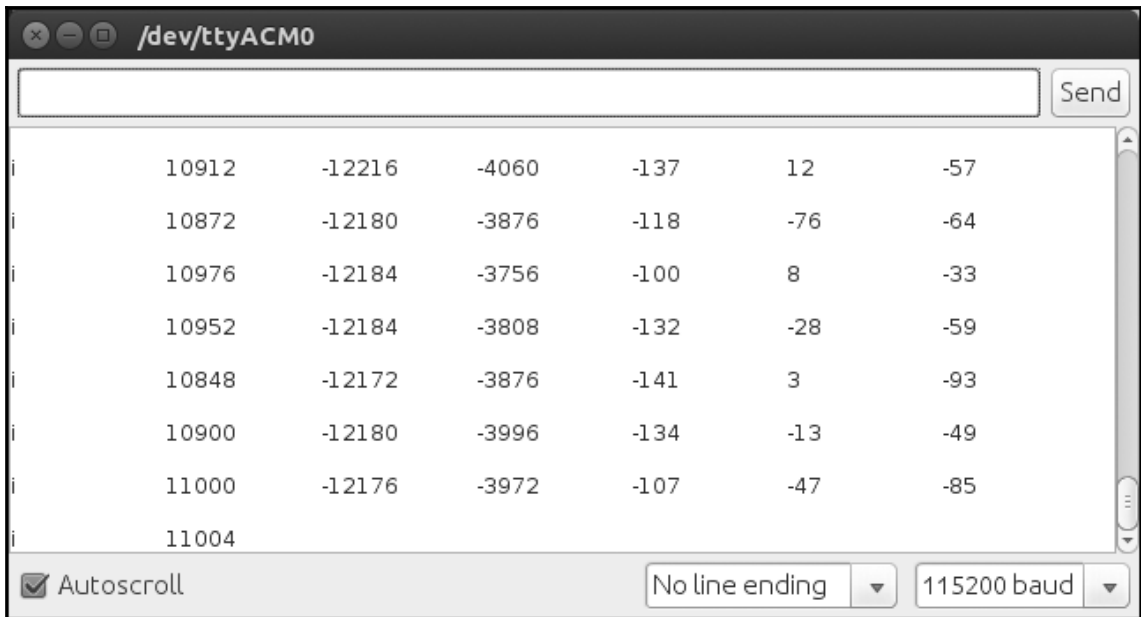 /dev/ttyACM0
Send
i 10912 -12216 -4060 -137 12 -57
i 10872 -12180 -3876 -118 -76 -64
i 10976 -12184 -3756 -100 8 -33
i 10952 -12184 -3808 -132 -28 -59
i 10848 -12172 -3876 -141 3 -93
i 10900 -12180 -3996 -134 -13 -49
i 11000 -12176 -3972 -107 -47 -85
i 11004
Autoscroll No line ending 115200 baud